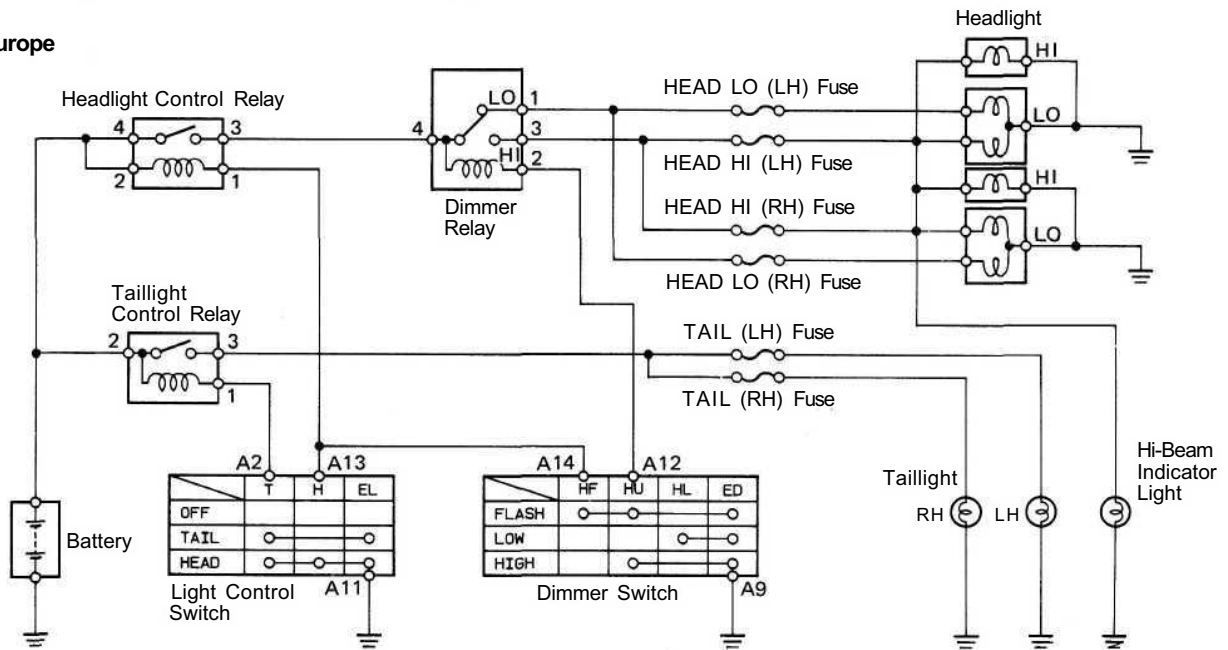 urope
Headlight
HI
LO
HI
LO
Headlight Control Relay
4
3
2
1
Dimmer
Relay
LO
HI
4
1
3
2
HEAD LO (LH) Fuse
HEAD HI (LH) Fuse
HEAD HI (RH) Fuse
HEAD LO (RH) Fuse
Taillight
Control Relay
2
3
1
TAIL (LH) Fuse
TAIL (RH) Fuse
Battery
A2
A13
T H EL
OFF
TAIL
HEAD
A11
Light Control
Switch
A14
A12
HF HU HL ED
FLASH
LOW
HIGH
A9
Dimmer Switch
Taillight
RH
LH
Hi-Beam
Indicator
Light